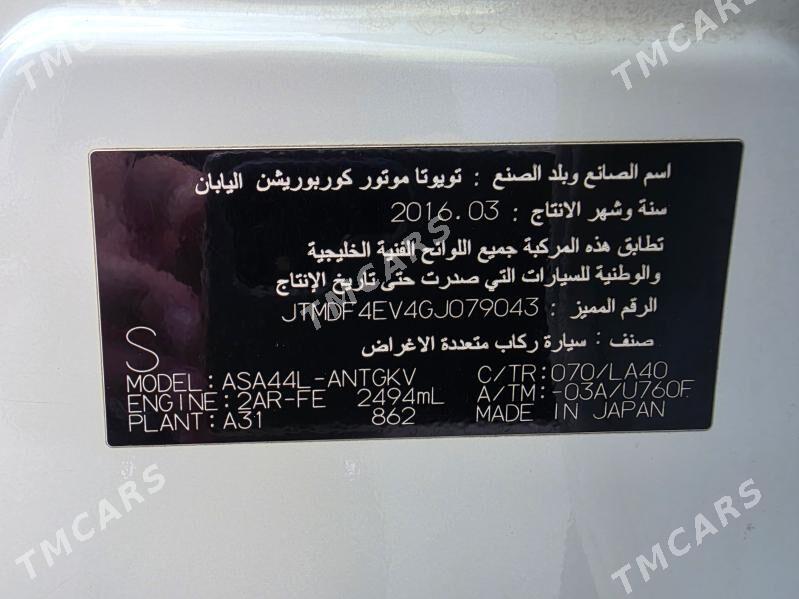 TMCARS
TMCARS
TMCARS
اسم الصانع وبلد الصنع : تويوتا موتور كوربوريشن اليابان
سنة وشهر الانتاج : 2016.03
تطابق هذه المركبة جميع اللوائح الفنية الخليجية
والوطنية للسيارات التي صدرت حتى تاريخ الإنتاج
الرقم المميز : JTMDF4EV4GJ079043
صنف : سيارة ركاب متعددة الاغراض
S
MODEL:ASA44L-ANTGKV C/TR:070/LA40
ENGINE:2AR-FE 2494mL A/TM:-03A/U760F
PLANT:A31 862 MADE IN JAPAN
TMCARS
TMCARS
TMCARS